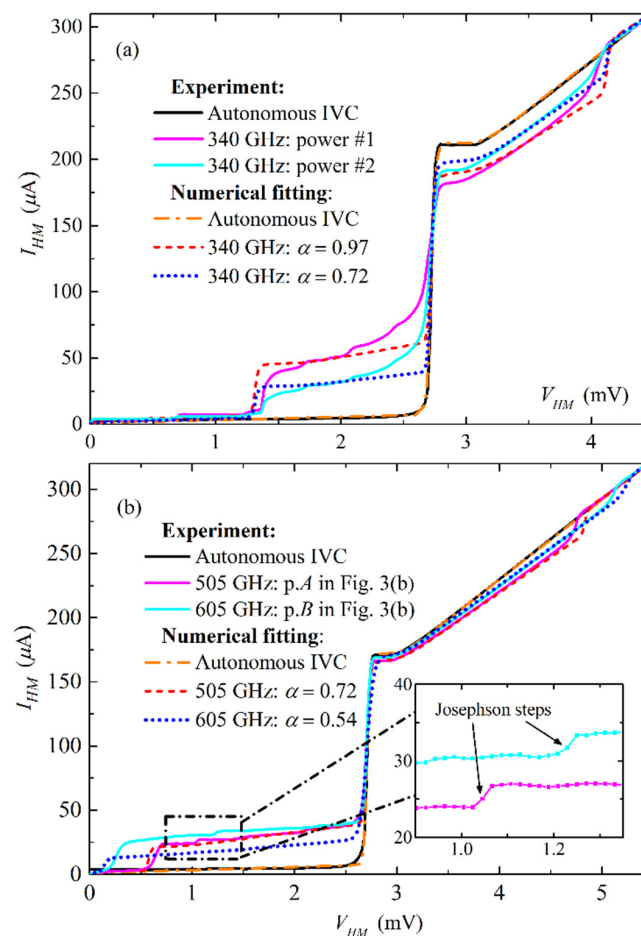 300
250
200
150
100
50
0
I_HM (μA)
(a)
Experiment:
Autonomous IVC
340 GHz: power #1
340 GHz: power #2
Numerical fitting:
Autonomous IVC
340 GHz: α = 0.97
340 GHz: α = 0.72
V_HM (mV)
0 1 2 3 4
300
250
200
150
100
50
0
I_HM (μA)
(b)
Experiment:
Autonomous IVC
505 GHz: p.A in Fig. 3(b)
605 GHz: p.B in Fig. 3(b)
Numerical fitting:
Autonomous IVC
505 GHz: α = 0.72
605 GHz: α = 0.54
40
30
20
Josephson steps
1.0 1.2
0 1 2 3 4 5
V_HM (mV)